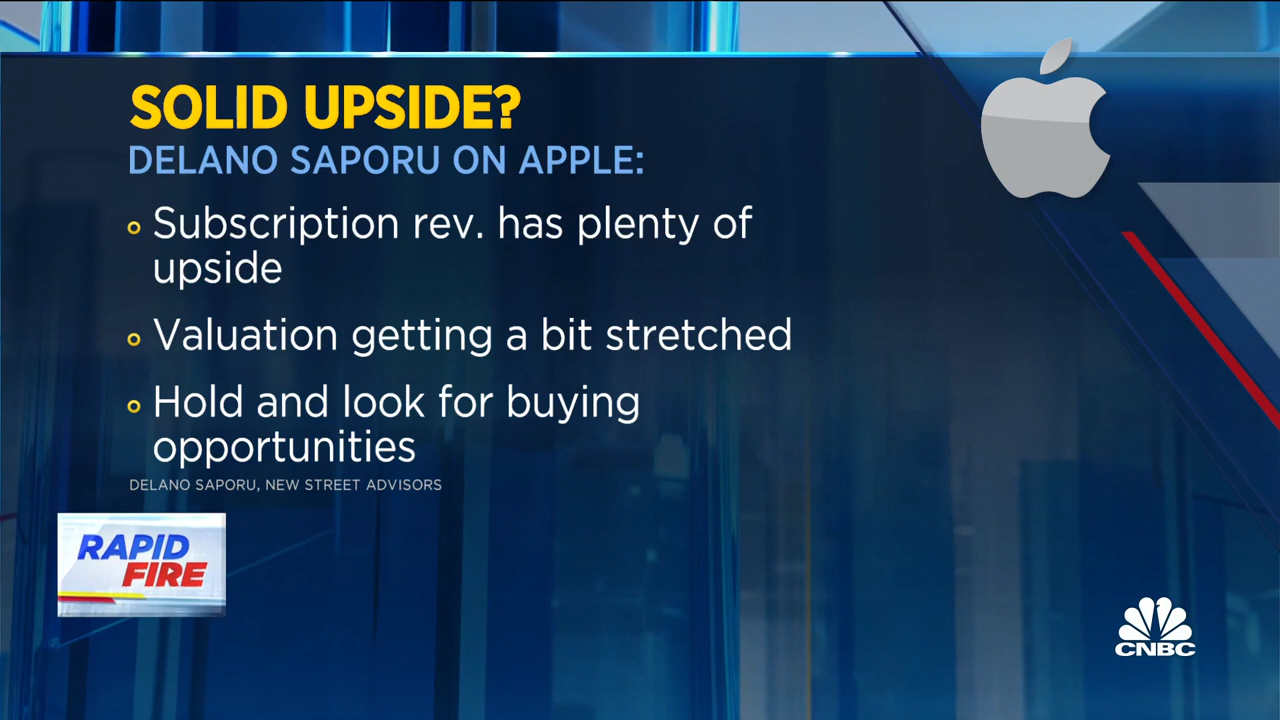 SOLID UPSIDE?
DELANO SAPORU ON APPLE:
Subscription rev. has plenty of
upside
Valuation getting a bit stretched
Hold and look for buying
opportunities
DELANO SAPORU, NEW STREET ADVISORS
RAPID
FIRE
CNBC